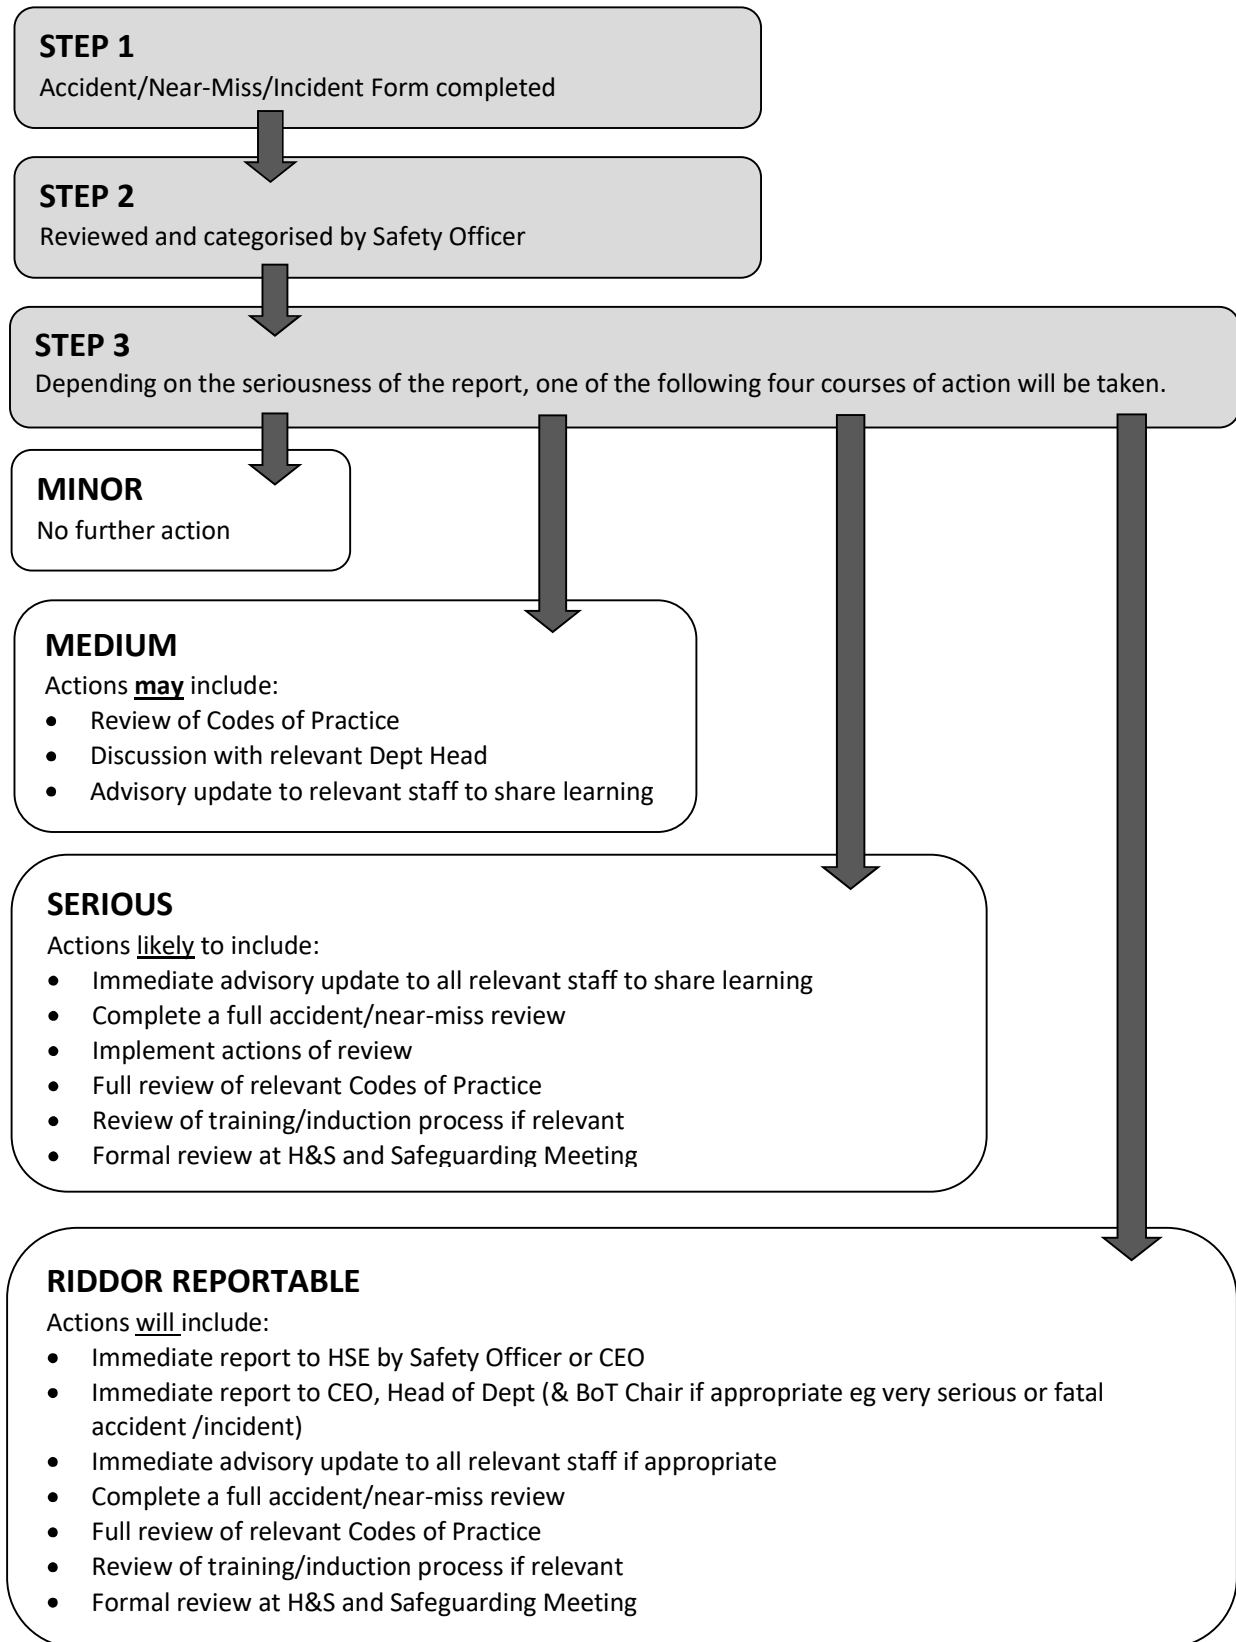 STEP 1
Accident/Near-Miss/Incident Form completed
STEP 2
Reviewed and categorised by Safety Officer
STEP 3
Depending on the seriousness of the report, one of the following four courses of action will be taken.
MINOR
No further action
MEDIUM
Actions may include:
• Review of Codes of Practice
• Discussion with relevant Dept Head
• Advisory update to relevant staff to share learning
SERIOUS
Actions likely to include:
• Immediate advisory update to all relevant staff to share learning
• Complete a full accident/near-miss review
• Implement actions of review
• Full review of relevant Codes of Practice
• Review of training/induction process if relevant
• Formal review at H&S and Safeguarding Meeting
RIDDOR REPORTABLE
Actions will include:
• Immediate report to HSE by Safety Officer or CEO
• Immediate report to CEO, Head of Dept (& BoT Chair if appropriate eg very serious or fatal
accident /incident)
• Immediate advisory update to all relevant staff if appropriate
• Complete a full accident/near-miss review
• Full review of relevant Codes of Practice
• Review of training/induction process if relevant
• Formal review at H&S and Safeguarding Meeting